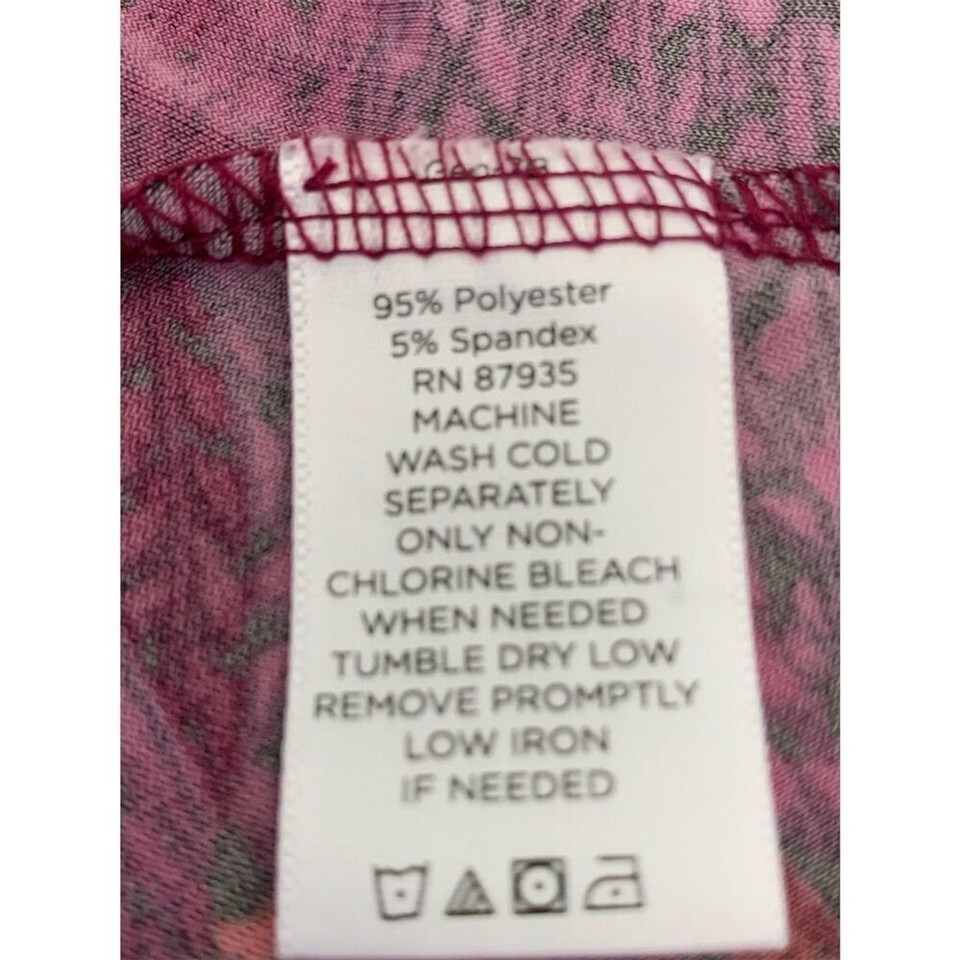 95% Polyester
5% Spandex
RN 87935
MACHINE
WASH COLD
SEPARATELY
ONLY NON-
CHLORINE BLEACH
WHEN NEEDED
TUMBLE DRY LOW
REMOVE PROMPTLY
LOW IRON
IF NEEDED